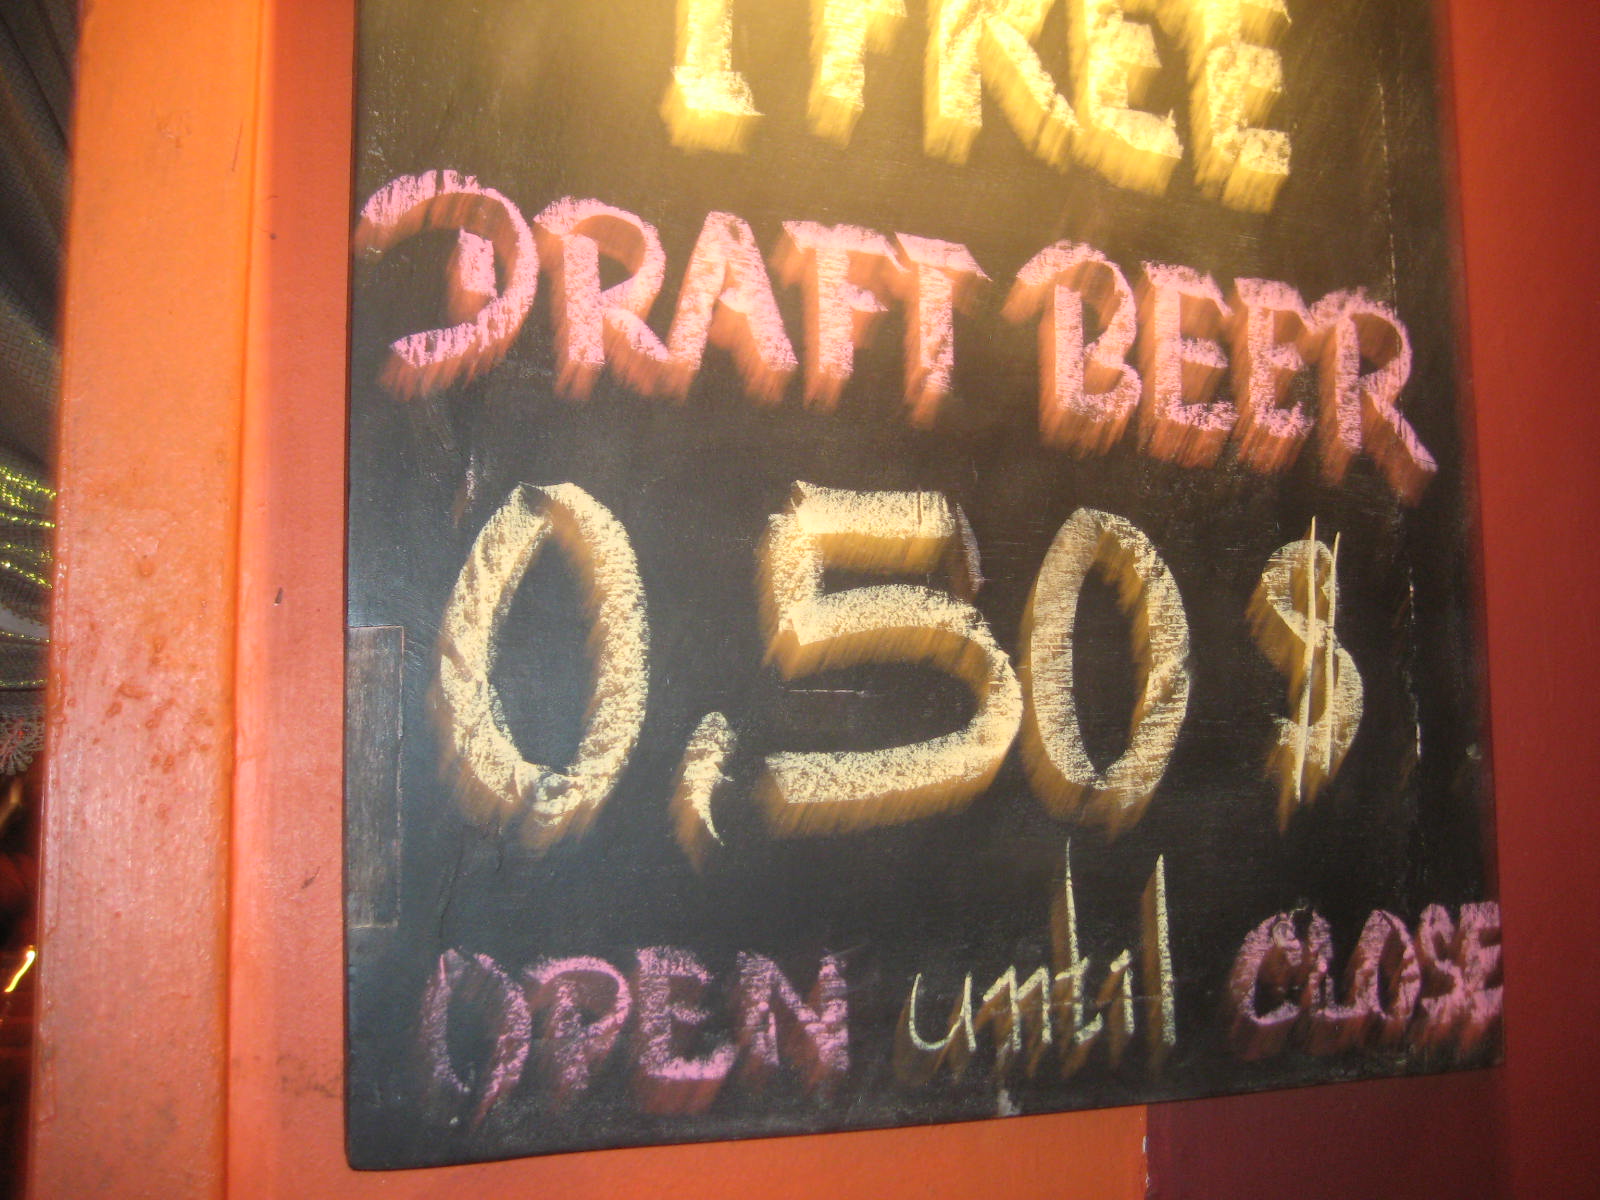 1 FREE
DRAFT BEER
0,50 $
OPEN until CLOSE